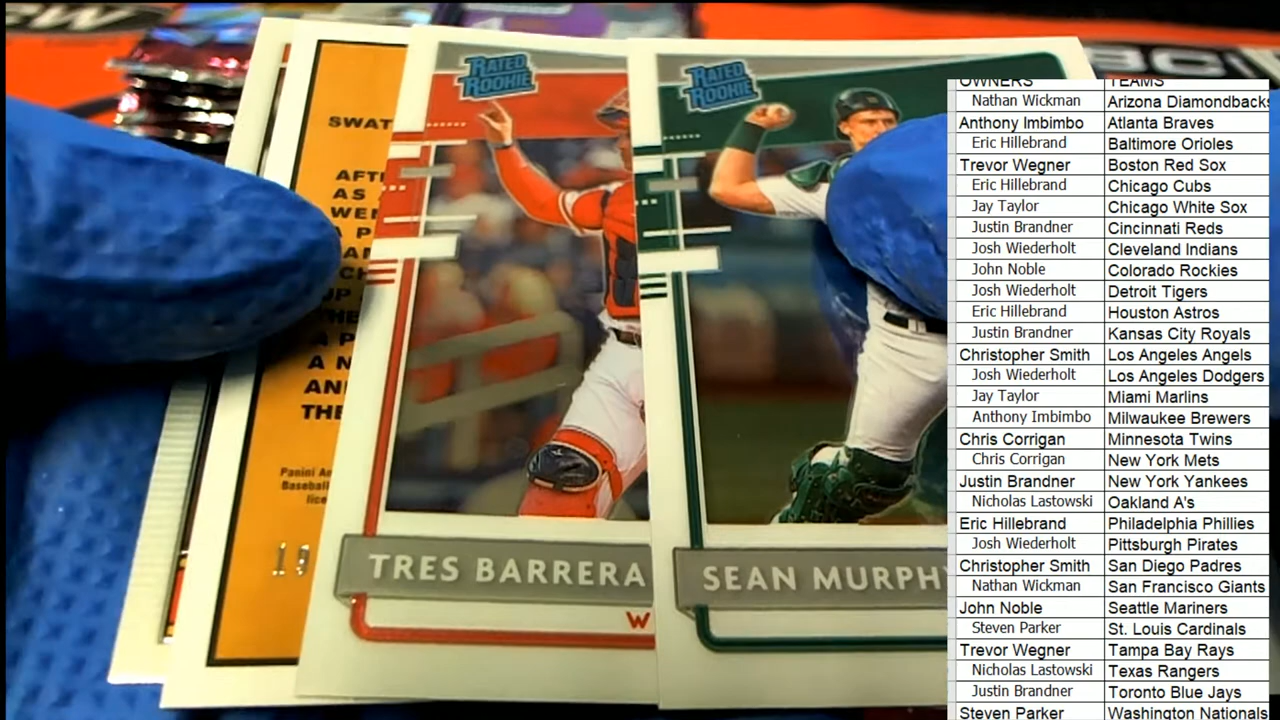 RATED
ROOKIE
RATED
ROOKIE
SWAT
AS
A P
A N
THE
Panini
Baseball
TRES BARRERA
W
SEAN MURPHY
OWNERS TEAMS
Nathan Wickman Arizona Diamondbacks
Anthony Imbimbo Atlanta Braves
Eric Hillebrand Baltimore Orioles
Trevor Wegner Boston Red Sox
Eric Hillebrand Chicago Cubs
Jay Taylor Chicago White Sox
Justin Brandner Cincinnati Reds
Josh Wiederholt Cleveland Indians
John Noble Colorado Rockies
Josh Wiederholt Detroit Tigers
Eric Hillebrand Houston Astros
Justin Brandner Kansas City Royals
Christopher Smith Los Angeles Angels
Josh Wiederholt Los Angeles Dodgers
Jay Taylor Miami Marlins
Anthony Imbimbo Milwaukee Brewers
Chris Corrigan Minnesota Twins
Chris Corrigan New York Mets
Justin Brandner New York Yankees
Nicholas Lastowski Oakland A's
Eric Hillebrand Philadelphia Phillies
Josh Wiederholt Pittsburgh Pirates
Christopher Smith San Diego Padres
Nathan Wickman San Francisco Giants
John Noble Seattle Mariners
Steven Parker St. Louis Cardinals
Trevor Wegner Tampa Bay Rays
Nicholas Lastowski Texas Rangers
Justin Brandner Toronto Blue Jays
Steven Parker Washington Nationals